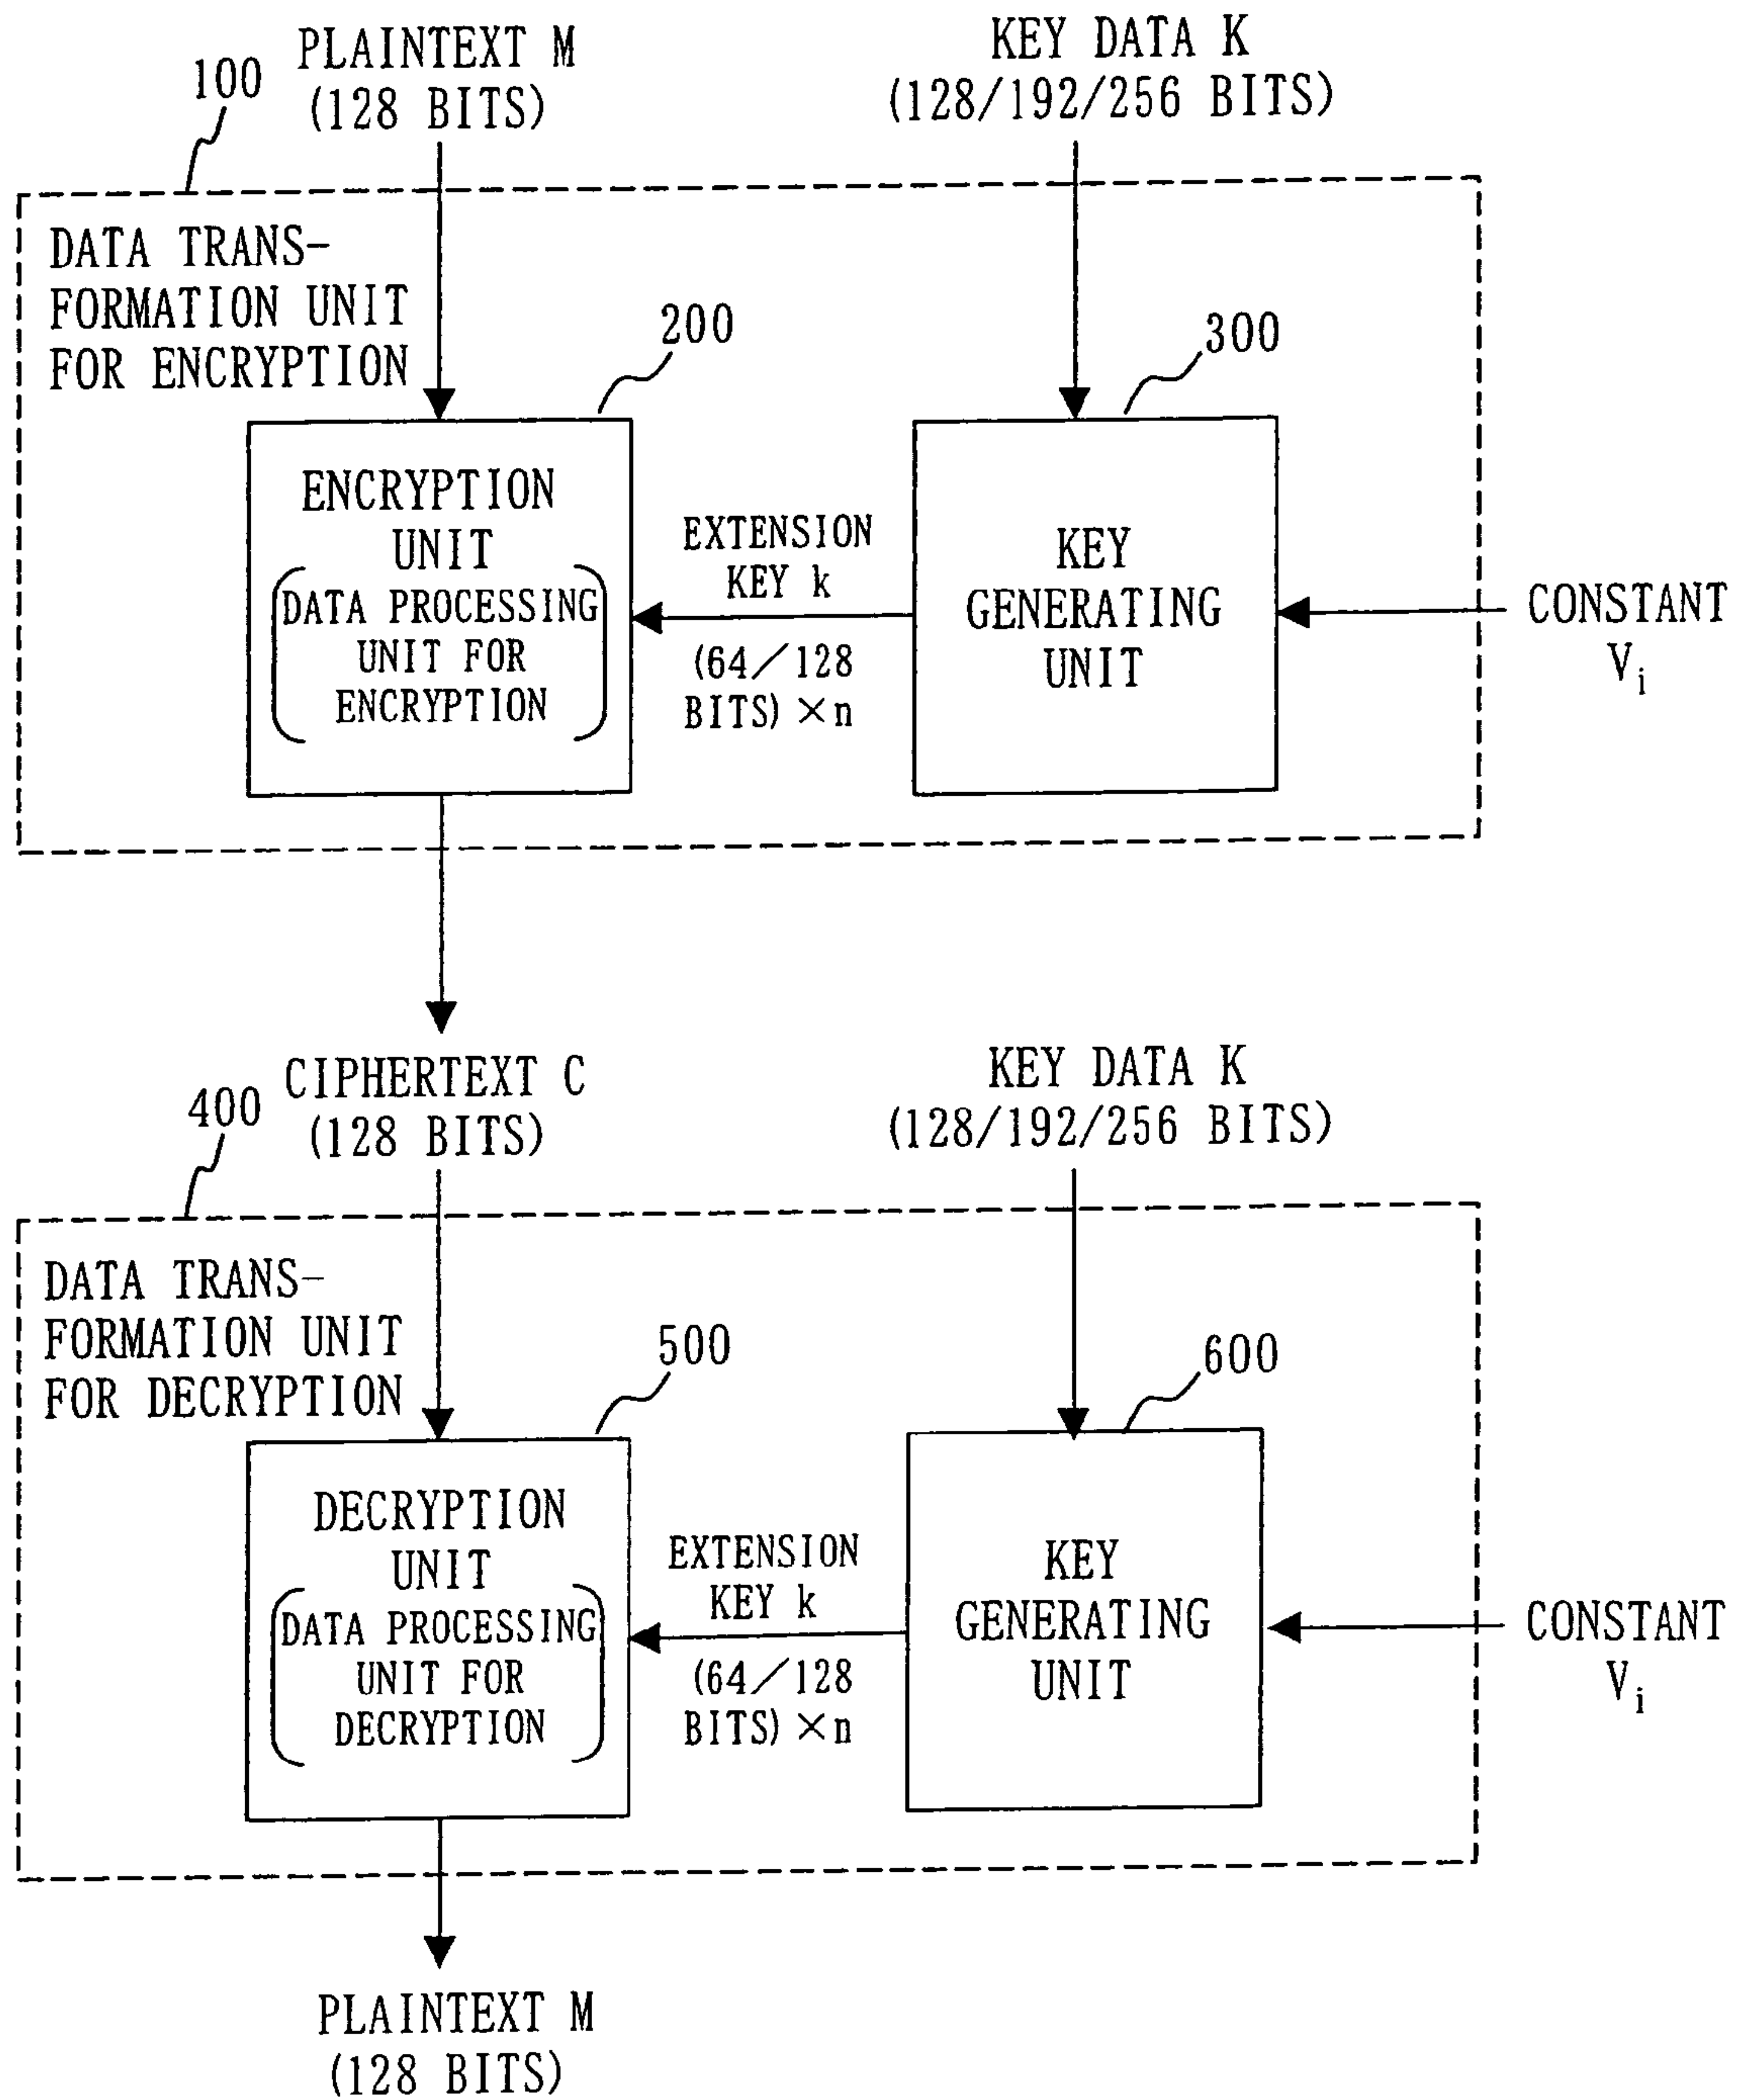 PLAINTEXT M
(128 BITS)
KEY DATA K
(128/192/256 BITS)
100
DATA TRANS-
FORMATION UNIT
FOR ENCRYPTION
200
300
ENCRYPTION
UNIT
DATA PROCESSING
UNIT FOR
ENCRYPTION
EXTENSION
KEY k
(64/128
BITS) ×n
KEY
GENERATING
UNIT
CONSTANT
Vi
CIPHERTEXT C
(128 BITS)
KEY DATA K
(128/192/256 BITS)
400
DATA TRANS-
FORMATION UNIT
FOR DECRYPTION
500
600
DECRYPTION
UNIT
DATA PROCESSING
UNIT FOR
DECRYPTION
EXTENSION
KEY k
(64/128
BITS) ×n
KEY
GENERATING
UNIT
CONSTANT
Vi
PLAINTEXT M
(128 BITS)